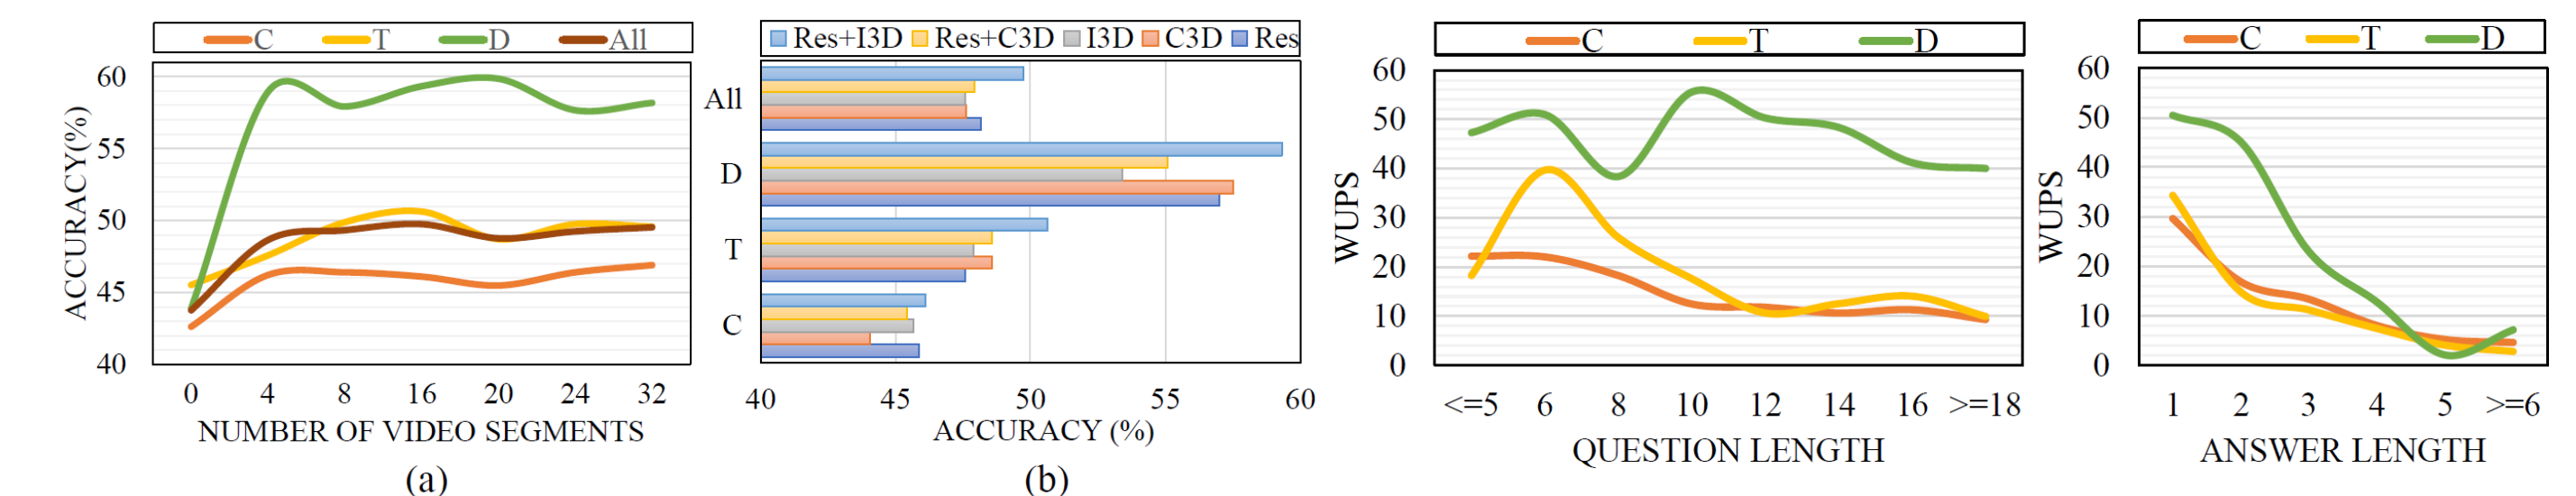 C T D All
60
55
50
45
40
ACCURACY(%)
0 4 8 16 20 24 32
NUMBER OF VIDEO SEGMENTS
(a)
Res+I3D Res+C3D I3D C3D Res
All
D
T
C
40 45 50 55 60
ACCURACY (%)
(b)
C T D
60
50
40
30
20
10
0
WUPS
<=5 6 8 10 12 14 16 >=18
QUESTION LENGTH
C T D
60
50
40
30
20
10
0
WUPS
1 2 3 4 5 >=6
ANSWER LENGTH